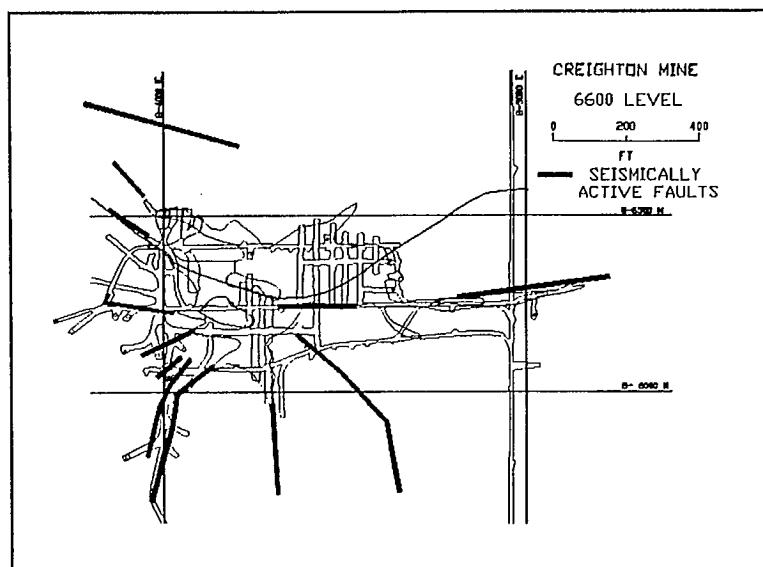 CREIGHTON MINE
6600 LEVEL
0 200 400
FT
SEISMICALLY
ACTIVE FAULTS